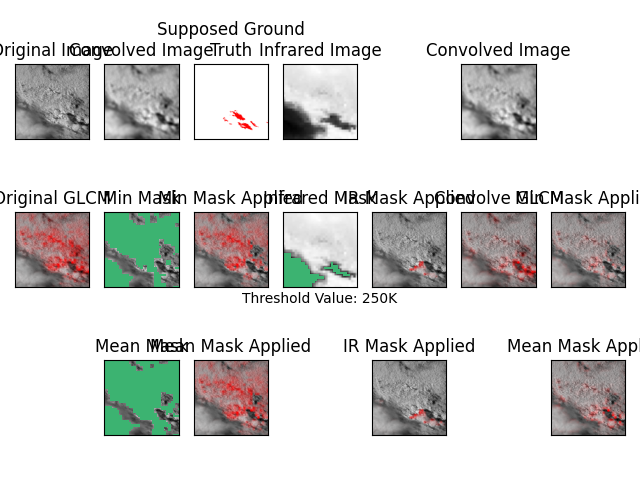 Original Image
Convolved Image
Supposed Ground
Truth
Infrared Image
Convolved Image
Original GLCM
Min Mask
Min Mask Applied
Infrared Mask
IR Mask Applied
Convolve GLCM
Min Mask Appli
Threshold Value: 250K
Mean Mask
Mean Mask Applied
IR Mask Applied
Mean Mask Appl